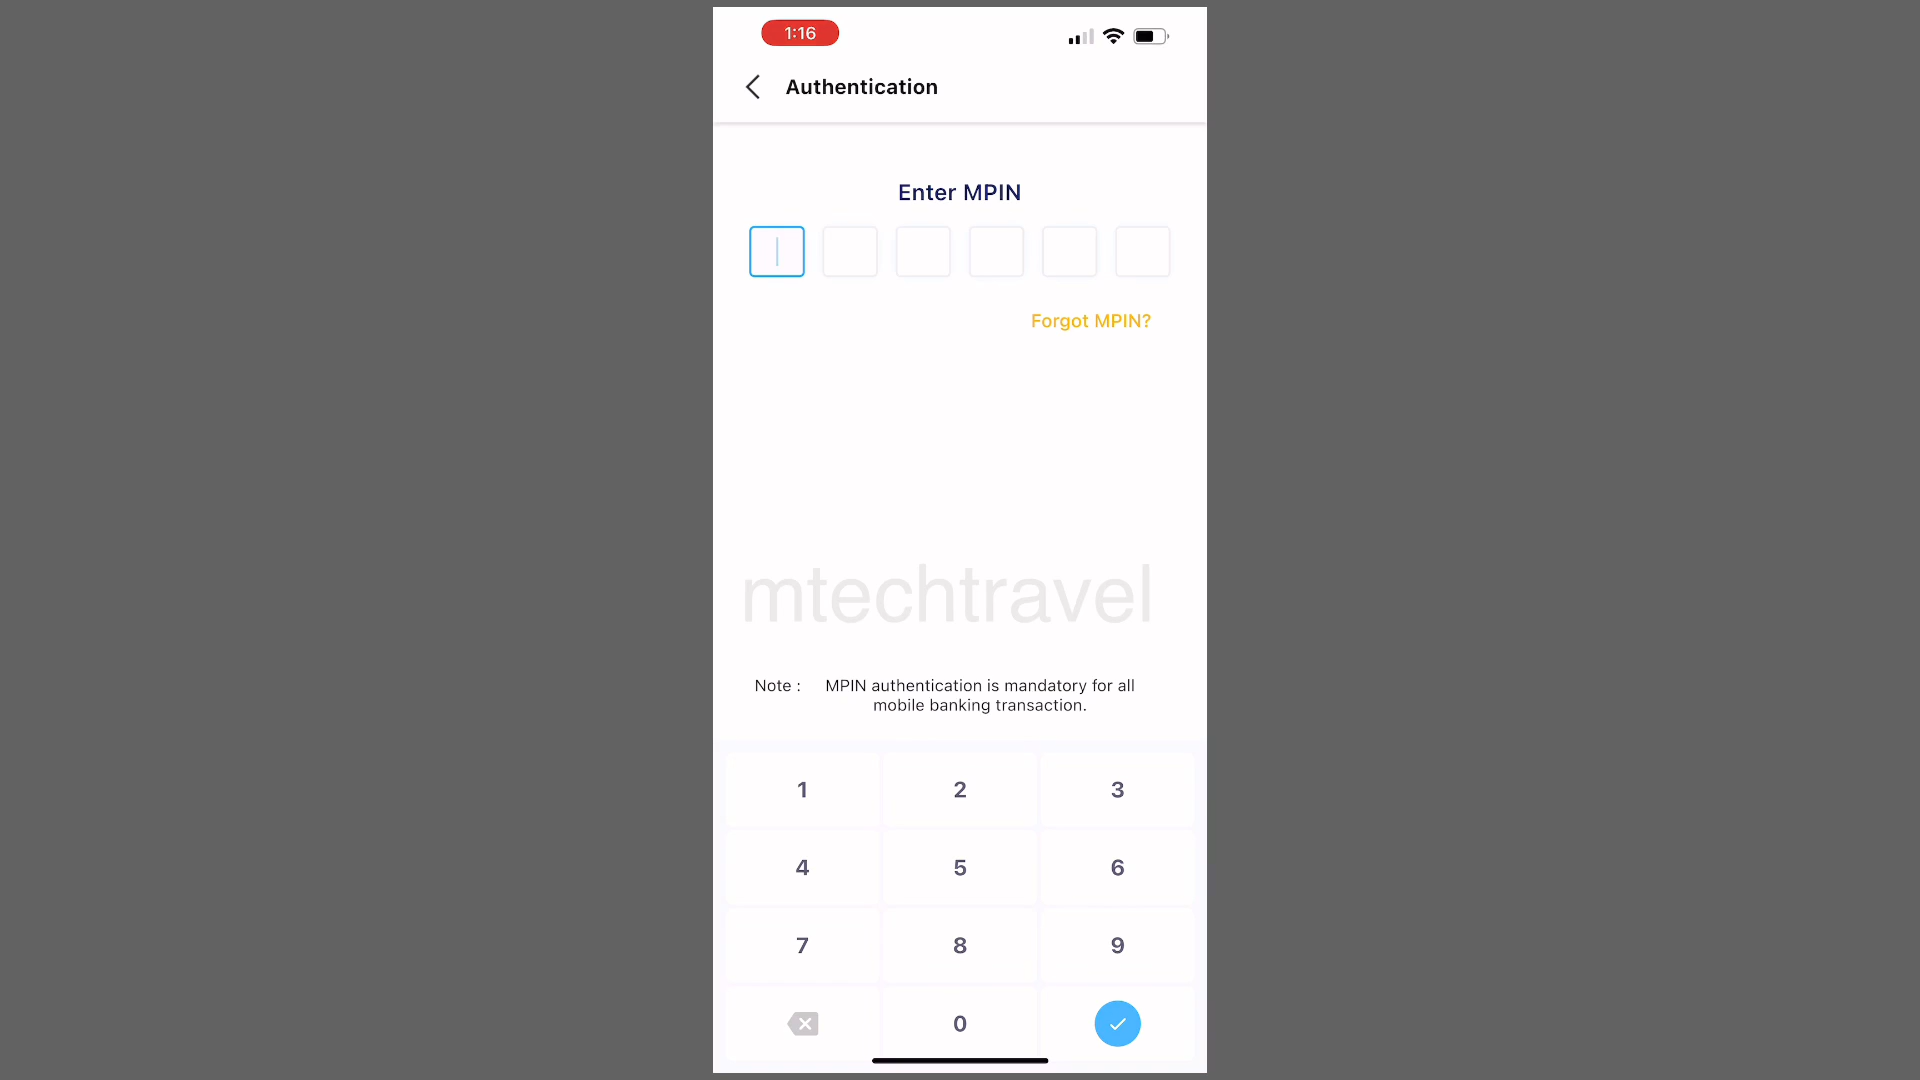 1:16
Authentication
Enter MPIN
Forgot MPIN?
mtechtravel
Note : MPIN authentication is mandatory for all
mobile banking transaction.
1 2 3
4 5 6
7 8 9
0